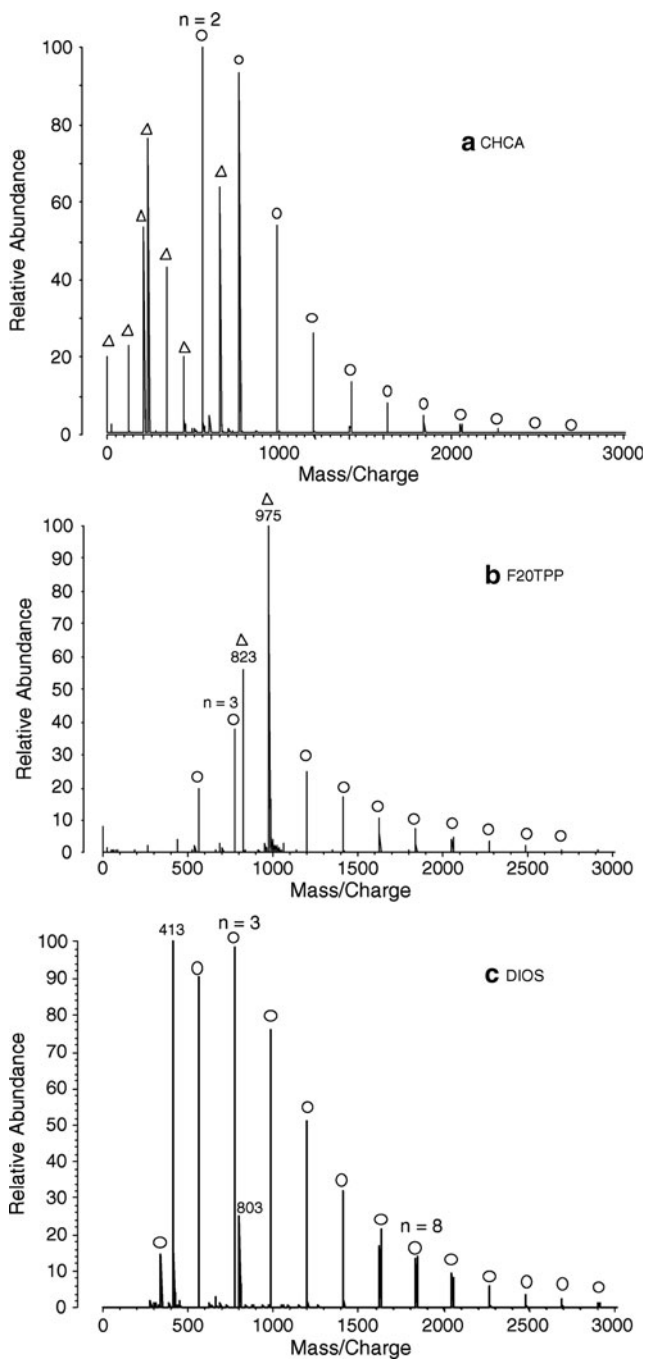 n = 2
100
80
60
40
20
0
Relative Abundance
a CHCA
0 1000 2000 3000
Mass/Charge
975
823
n = 3
100
90
80
70
60
50
40
30
20
10
0
Relative Abundance
b F20TPP
0 500 1000 1500 2000 2500 3000
Mass/Charge
413
n = 3
803
n = 8
100
90
80
70
60
50
40
30
20
10
0
Relative Abundance
c DIOS
0 500 1000 1500 2000 2500 3000
Mass/Charge